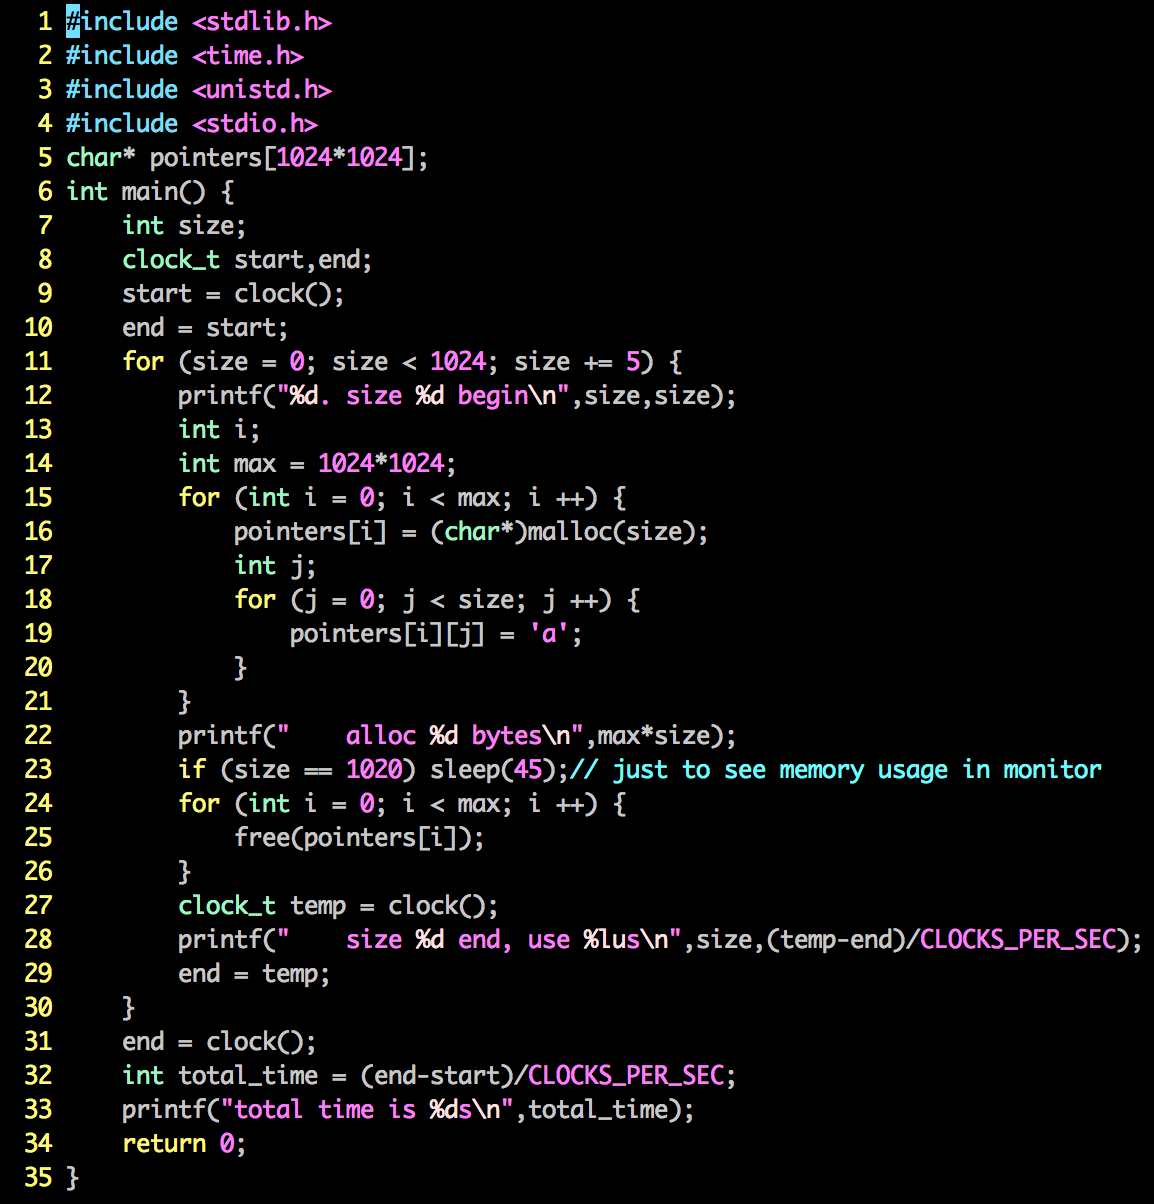 1 #include <stdlib.h>
2 #include <time.h>
3 #include <unistd.h>
4 #include <stdio.h>
5 char* pointers[1024*1024];
6 int main() {
7     int size;
8     clock_t start,end;
9     start = clock();
10     end = start;
11     for (size = 0; size < 1024; size += 5) {
12         printf("%d. size %d begin\n",size,size);
13         int i;
14         int max = 1024*1024;
15         for (int i = 0; i < max; i ++) {
16             pointers[i] = (char*)malloc(size);
17             int j;
18             for (j = 0; j < size; j ++) {
19                 pointers[i][j] = 'a';
20             }
21         }
22         printf("    alloc %d bytes\n",max*size);
23         if (size == 1020) sleep(45);// just to see memory usage in monitor
24         for (int i = 0; i < max; i ++) {
25             free(pointers[i]);
26         }
27         clock_t temp = clock();
28         printf("    size %d end, use %lus\n",size,(temp-end)/CLOCKS_PER_SEC);
29         end = temp;
30     }
31     end = clock();
32     int total_time = (end-start)/CLOCKS_PER_SEC;
33     printf("total time is %ds\n",total_time);
34     return 0;
35 }